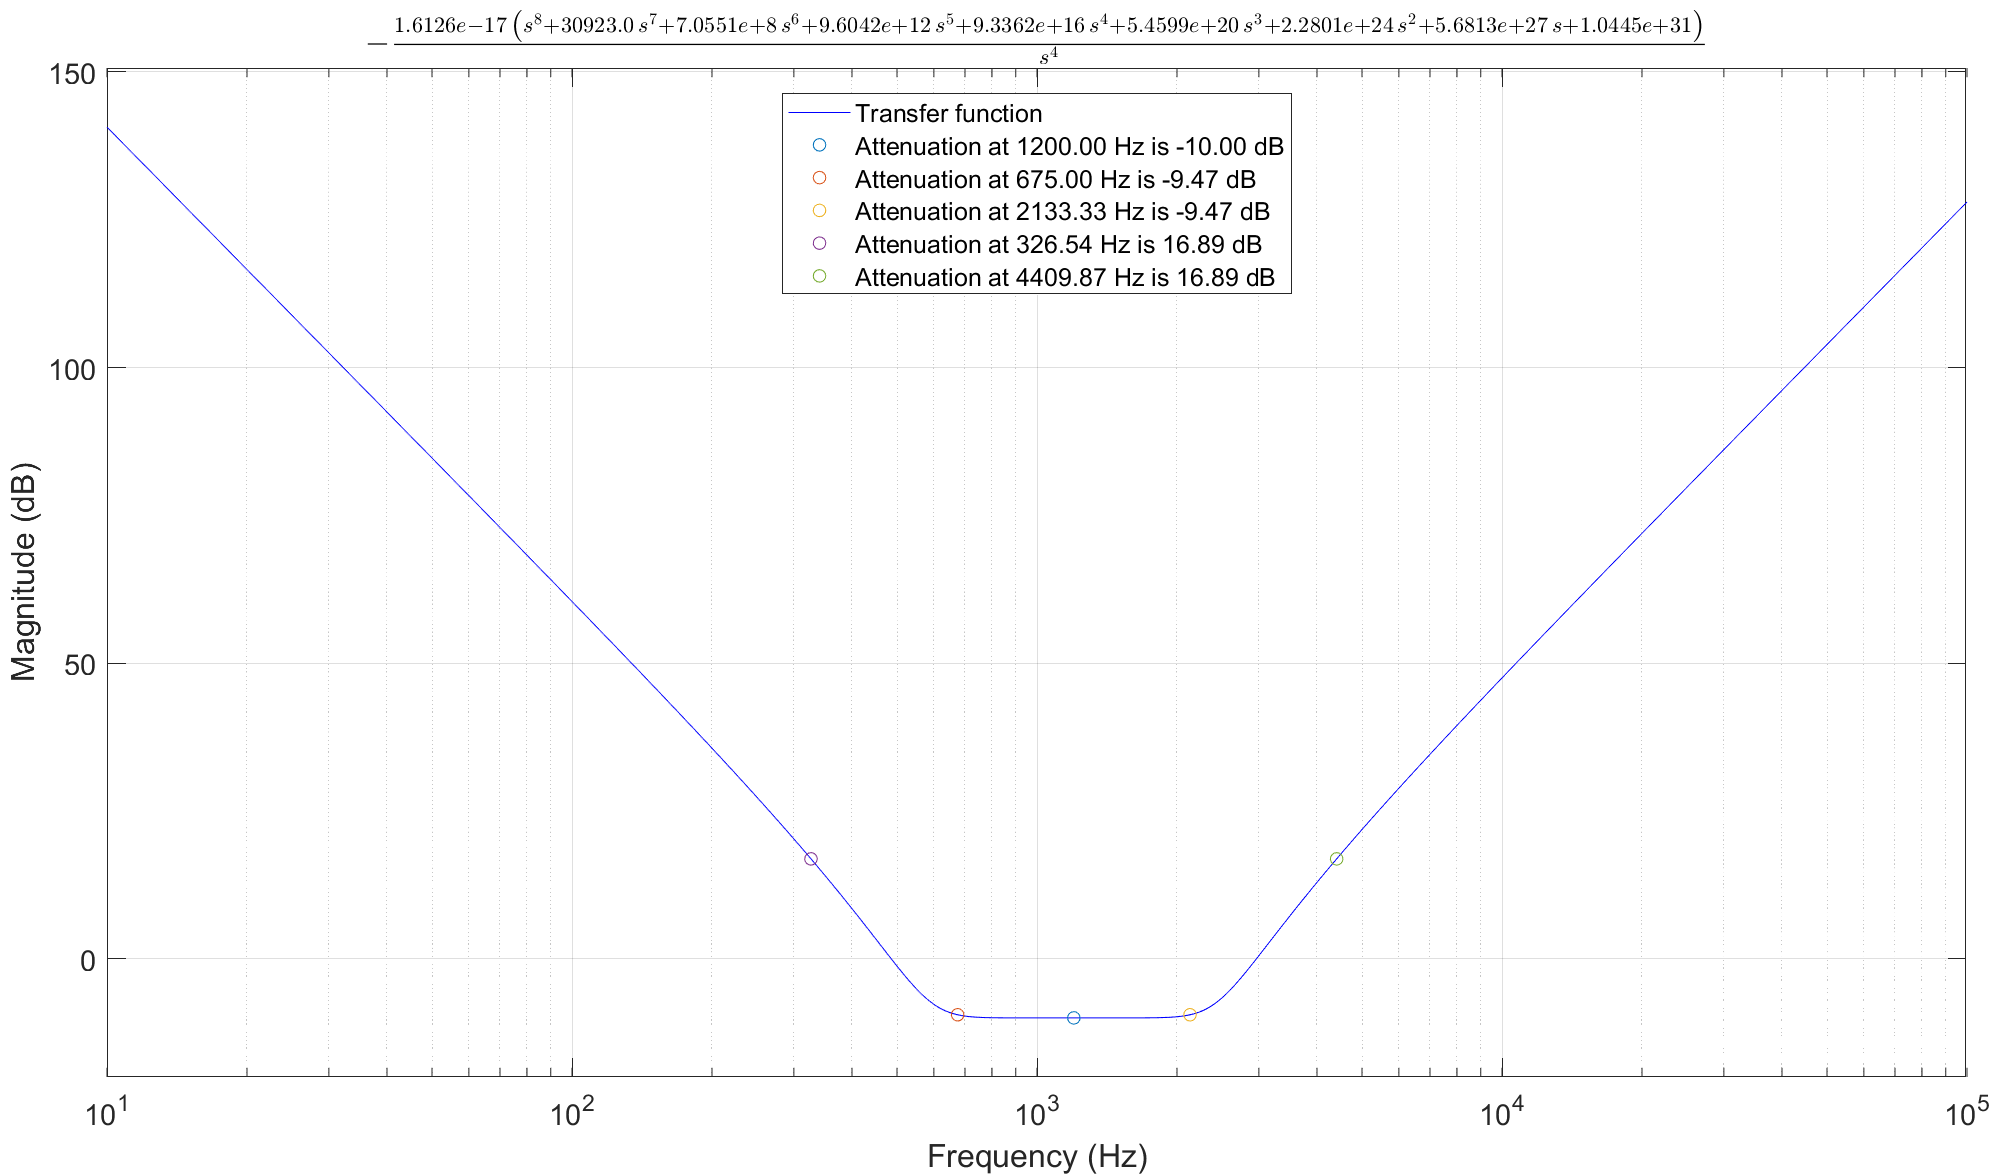 − 1.6126e−17 (s^8+30923.0 s^7+7.0551e+8 s^6+9.6042e+12 s^5+9.3362e+16 s^4+5.4599e+20 s^3+2.2801e+24 s^2+5.6813e+27 s+1.0445e+31)
s^4
150
Transfer function
Attenuation at 1200.00 Hz is -10.00 dB
Attenuation at 675.00 Hz is -9.47 dB
Attenuation at 2133.33 Hz is -9.47 dB
Attenuation at 326.54 Hz is 16.89 dB
Attenuation at 4409.87 Hz is 16.89 dB
100
50
0
Magnitude (dB)
10^1 10^2 10^3 10^4 10^5
Frequency (Hz)